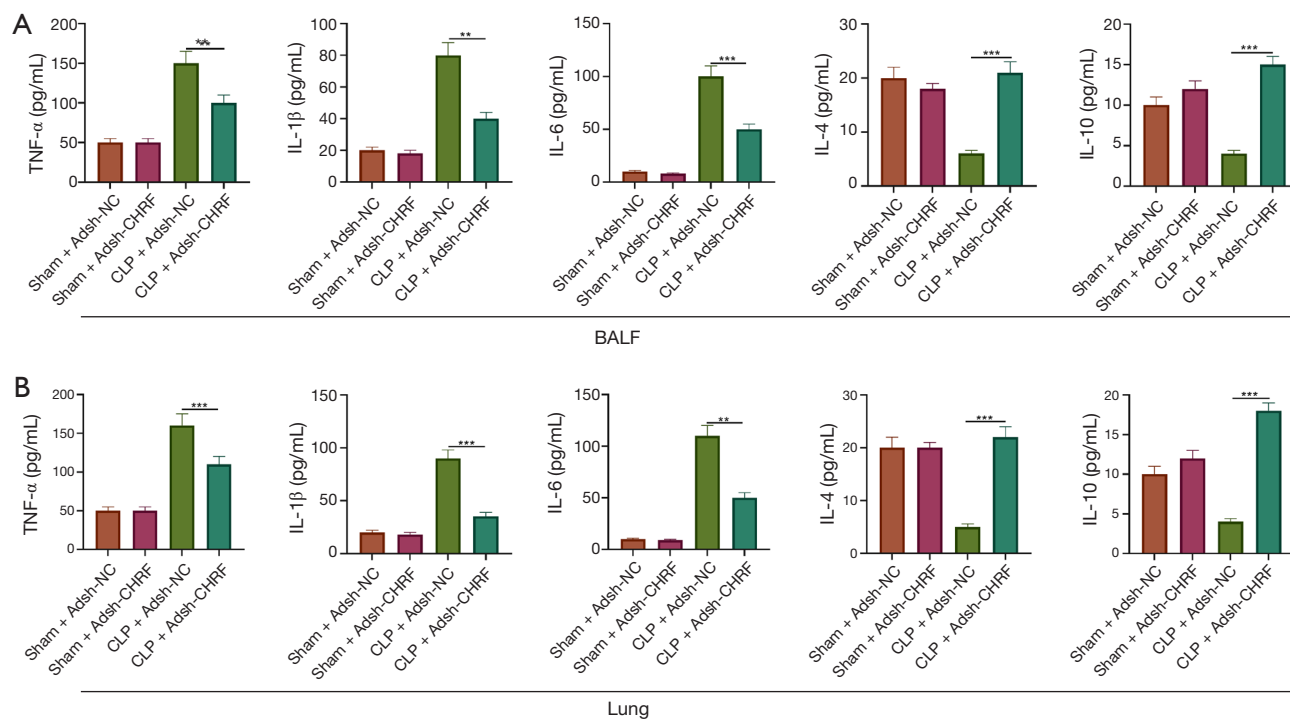 A
TNF-α (pg/mL)
200
150
100
50
0
**
**
Sham + Adsh-NC
Sham + Adsh-CHRF
CLP + Adsh-NC
CLP + Adsh-CHRF
IL-1β (pg/mL)
100
80
60
40
20
0
**
Sham + Adsh-NC
Sham + Adsh-CHRF
CLP + Adsh-NC
CLP + Adsh-CHRF
IL-6 (pg/mL)
150
100
50
0
***
Sham + Adsh-NC
Sham + Adsh-CHRF
CLP + Adsh-NC
CLP + Adsh-CHRF
IL-4 (pg/mL)
30
20
10
0
***
Sham + Adsh-NC
Sham + Adsh-CHRF
CLP + Adsh-NC
CLP + Adsh-CHRF
IL-10 (pg/mL)
20
15
10
5
0
***
Sham + Adsh-NC
Sham + Adsh-CHRF
CLP + Adsh-NC
CLP + Adsh-CHRF
BALF
B
TNF-α (pg/mL)
200
150
100
50
0
***
Sham + Adsh-NC
Sham + Adsh-CHRF
CLP + Adsh-NC
CLP + Adsh-CHRF
IL-1β (pg/mL)
150
100
50
0
***
Sham + Adsh-NC
Sham + Adsh-CHRF
CLP + Adsh-NC
CLP + Adsh-CHRF
IL-6 (pg/mL)
150
100
50
0
**
Sham + Adsh-NC
Sham + Adsh-CHRF
CLP + Adsh-NC
CLP + Adsh-CHRF
IL-4 (pg/mL)
30
20
10
0
***
Sham + Adsh-NC
Sham + Adsh-CHRF
CLP + Adsh-NC
CLP + Adsh-CHRF
IL-10 (pg/mL)
20
15
10
5
0
***
Sham + Adsh-NC
Sham + Adsh-CHRF
CLP + Adsh-NC
CLP + Adsh-CHRF
Lung